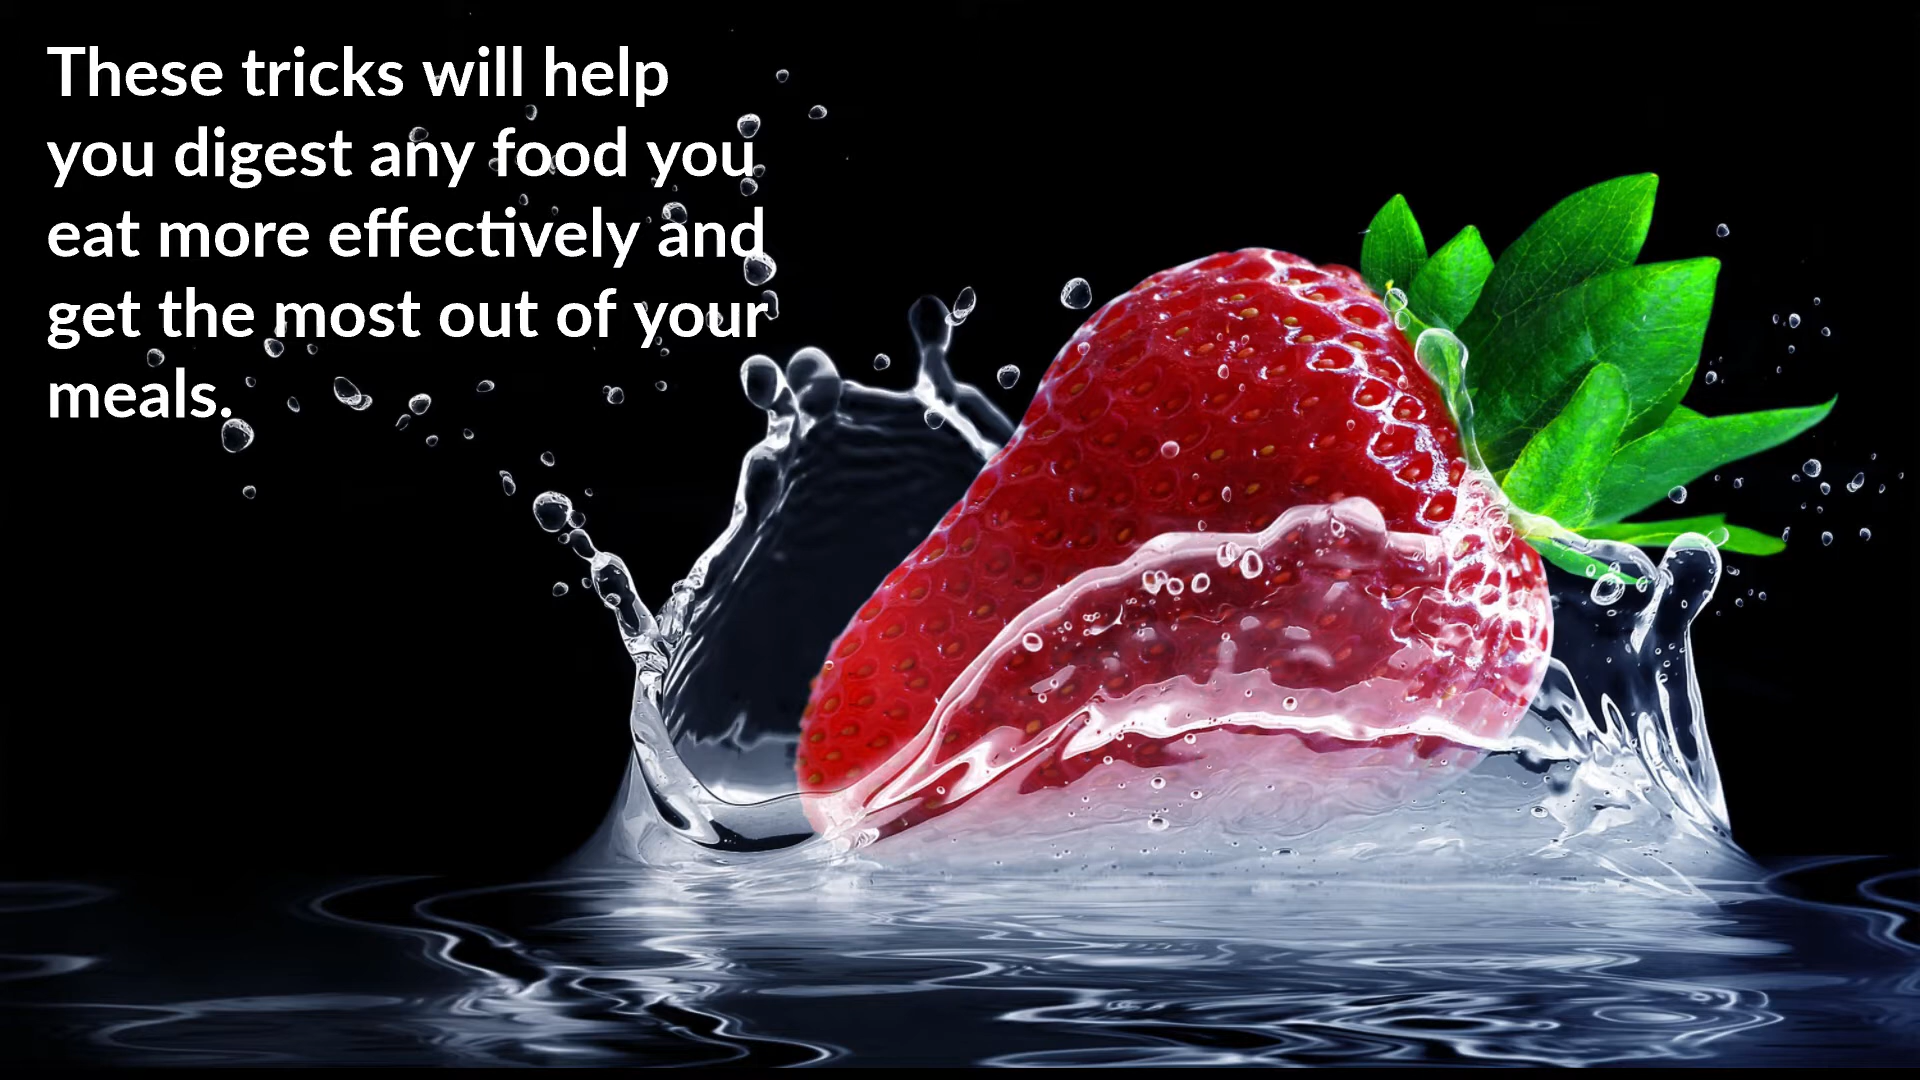 These tricks will help
you digest any food you
eat more effectively and
get the most out of your
meals.